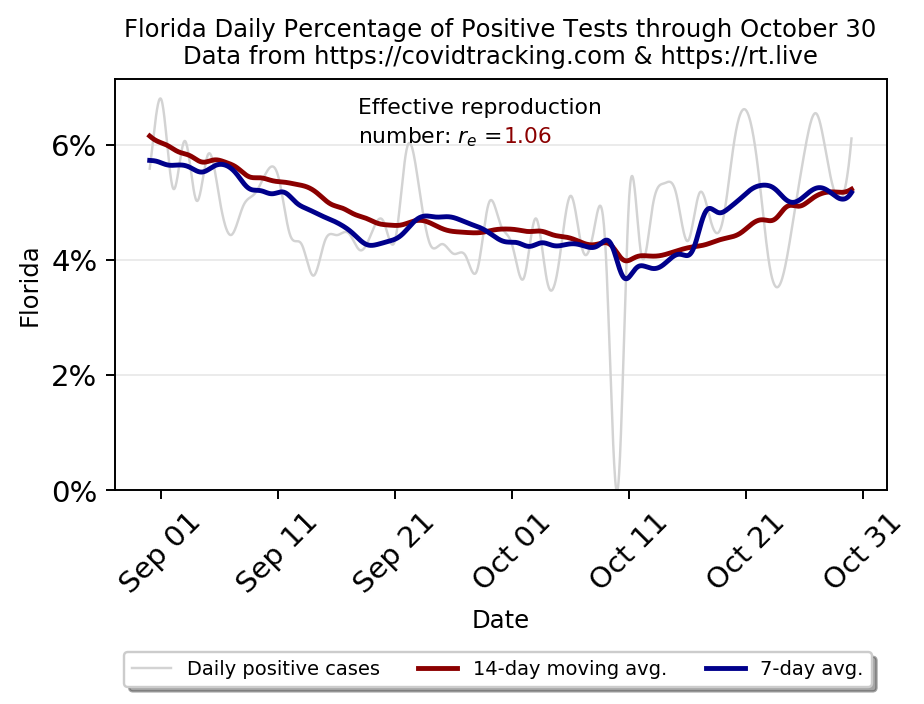 Florida Daily Percentage of Positive Tests through October 30
Data from https://covidtracking.com & https://rt.live
Effective reproduction
number: rₑ =1.06
6%
4%
2%
0%
Florida
Sep 01
Sep 11
Sep 21
Oct 01
Oct 11
Oct 21
Oct 31
Date
Daily positive cases
14-day moving avg.
7-day avg.